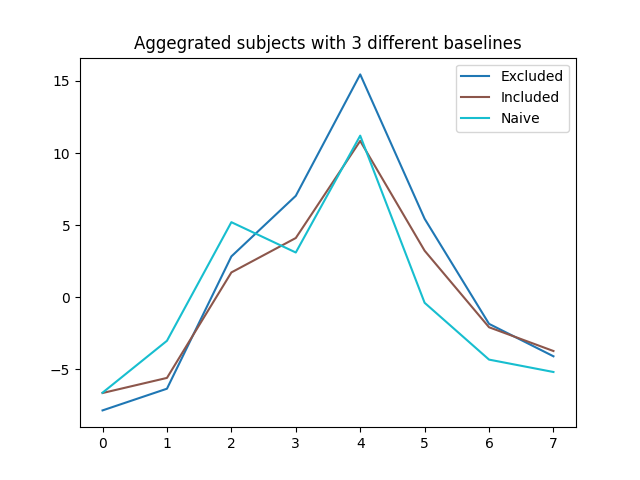 Aggegrated subjects with 3 different baselines
Excluded
Included
Naive
15
10
5
0
−5
0 1 2 3 4 5 6 7